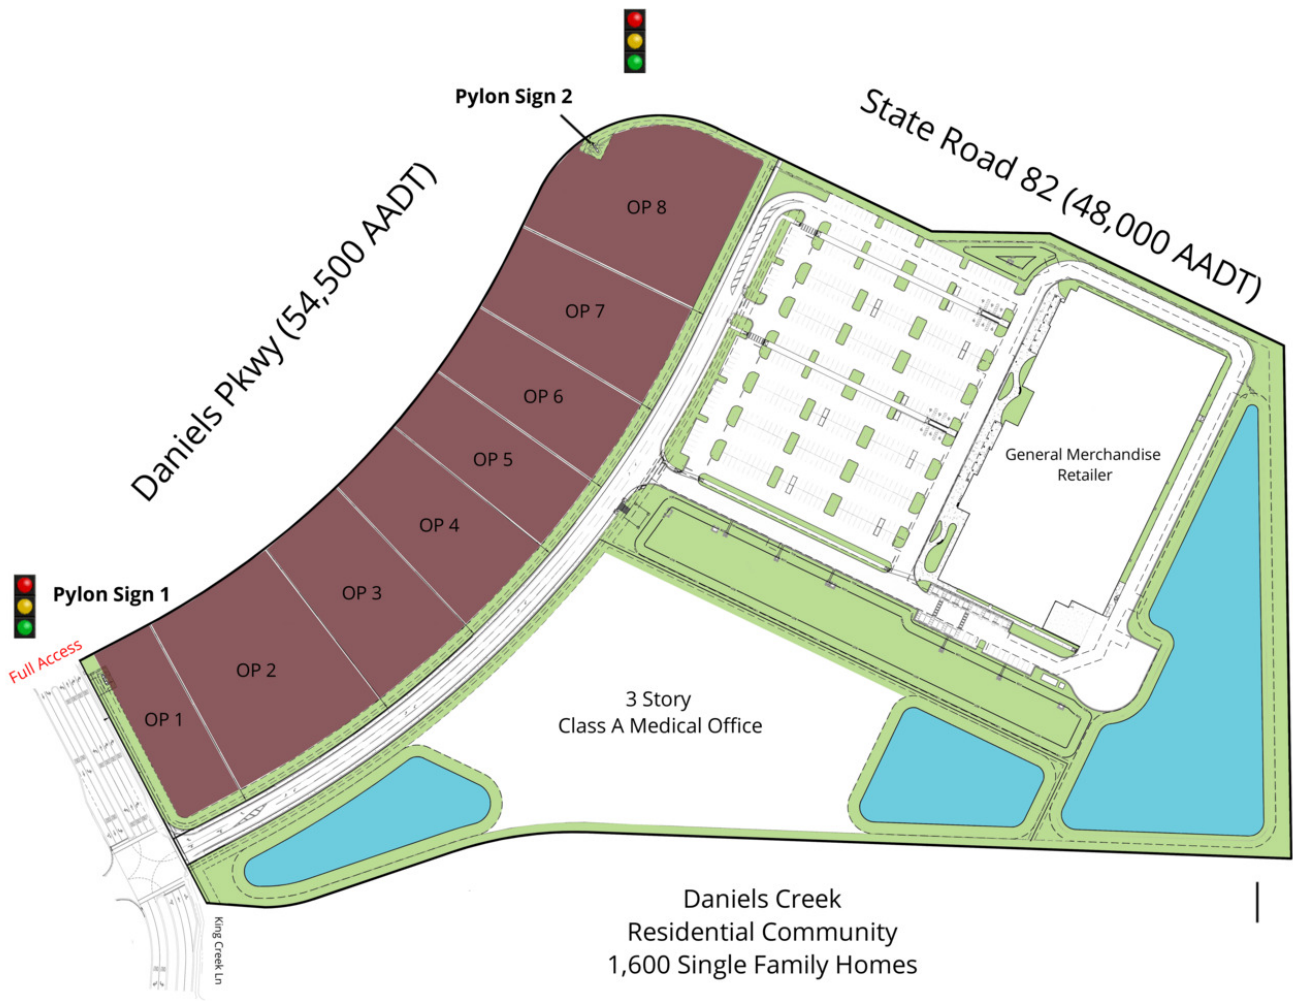 Pylon Sign 2
State Road 82 (48,000 AADT)
Daniels Pkwy (54,500 AADT)
OP 8
OP 7
OP 6
OP 5
OP 4
OP 3
OP 2
OP 1
General Merchandise
Retailer
Pylon Sign 1
Full Access
3 Story
Class A Medical Office
Daniels Creek
Residential Community
1,600 Single Family Homes
King Creek Ln